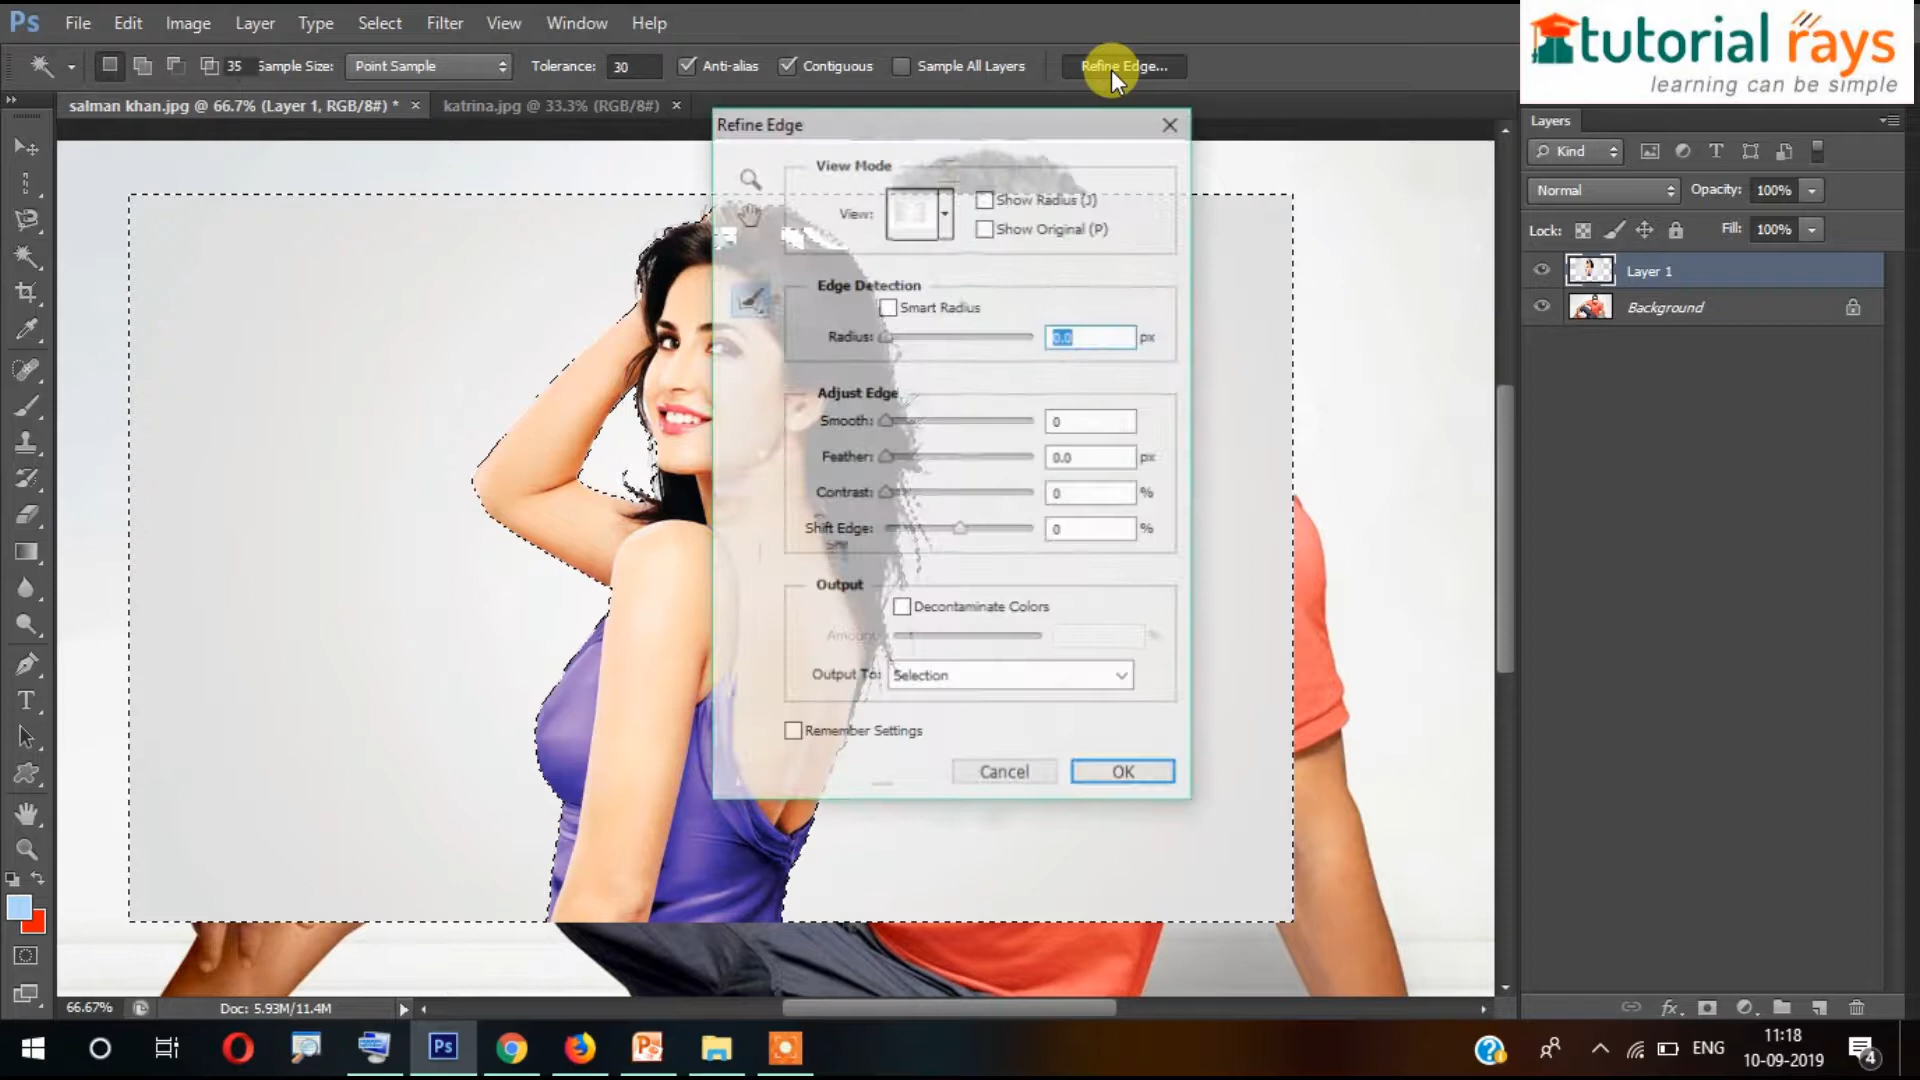 Ps File Edit Image Layer Type Select Filter View Window Help
tutorial rays
learning can be simple
35 Sample Size: Point Sample Tolerance: 30 Anti-alias Contiguous Sample All Layers Refine Edge...
salman khan.jpg @ 66.7% (Layer 1, RGB/8#) * × katrina.jpg @ 33.3% (RGB/8#) ×
Layers
Kind
Normal Opacity: 100%
Lock: Fill: 100%
Layer 1
Background
Refine Edge
View Mode
View: Show Radius (J)
Show Original (P)
Edge Detection
Smart Radius
Radius: 0.0 px
Adjust Edge
Smooth: 0
Feather: 0.0 px
Contrast: 0 %
Shift Edge: 0 %
Output
Decontaminate Colors
Amount: %
Output To: Selection
Remember Settings
Cancel OK
66.67% Doc: 5.93M/11.4M
fx
Ps
ENG
11:18
10-09-2019
4